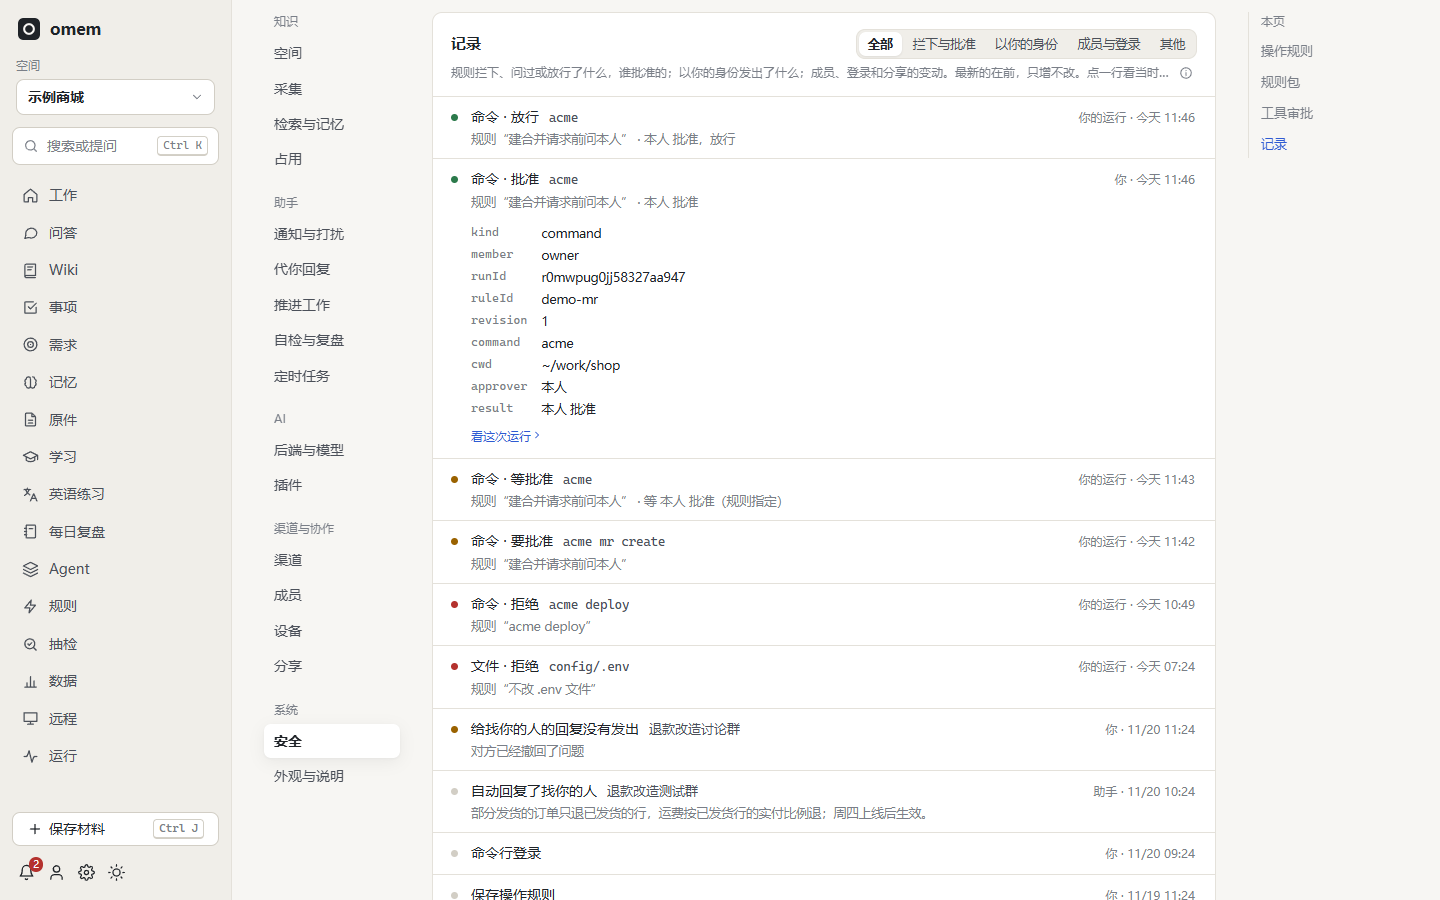 omem
空间
示例商城
搜索或提问 Ctrl K
工作
问答
Wiki
事项
需求
记忆
原件
学习
英语练习
每日复盘
Agent
规则
抽检
数据
远程
运行
保存材料 Ctrl J
2
知识
空间
采集
检索与记忆
占用
助手
通知与打扰
代你回复
推进工作
自检与复盘
定时任务
AI
后端与模型
插件
渠道与协作
渠道
成员
设备
分享
系统
安全
外观与说明
记录 全部 拦下与批准 以你的身份 成员与登录 其他
规则拦下、问过或放行了什么，谁批准的；以你的身份发出了什么；成员、登录和分享的变动。最新的在前，只增不改。点一行看当时…
命令 · 放行 acme 你的运行 · 今天 11:46
规则“建合并请求前问本人” · 本人 批准，放行
命令 · 批准 acme 你 · 今天 11:46
规则“建合并请求前问本人” · 本人 批准
kind command
member owner
runId r0mwpug0jj58327aa947
ruleId demo-mr
revision 1
command acme
cwd ~/work/shop
approver 本人
result 本人 批准
看这次运行
命令 · 等批准 acme 你的运行 · 今天 11:43
规则“建合并请求前问本人” · 等 本人 批准（规则指定）
命令 · 要批准 acme mr create 你的运行 · 今天 11:42
规则“建合并请求前问本人”
命令 · 拒绝 acme deploy 你的运行 · 今天 10:49
规则“acme deploy”
文件 · 拒绝 config/.env 你的运行 · 今天 07:24
规则“不改 .env 文件”
给找你的人的回复没有发出 退款改造讨论群 你 · 11/20 11:24
对方已经撤回了问题
自动回复了找你的人 退款改造测试群 助手 · 11/20 10:24
部分发货的订单只退已发货的行，运费按已发货行的实付比例退；周四上线后生效。
命令行登录 你 · 11/20 09:24
保存操作规则 你 · 11/19 11:24
本页
操作规则
规则包
工具审批
记录